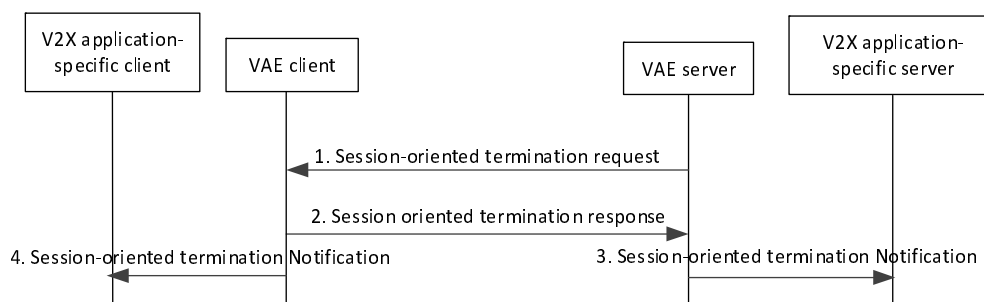 V2X application-
specific client
VAE client
VAE server
V2X application-
specific server
1. Session-oriented termination request
2. Session oriented termination response
4. Session-oriented termination Notification
3. Session-oriented termination Notification